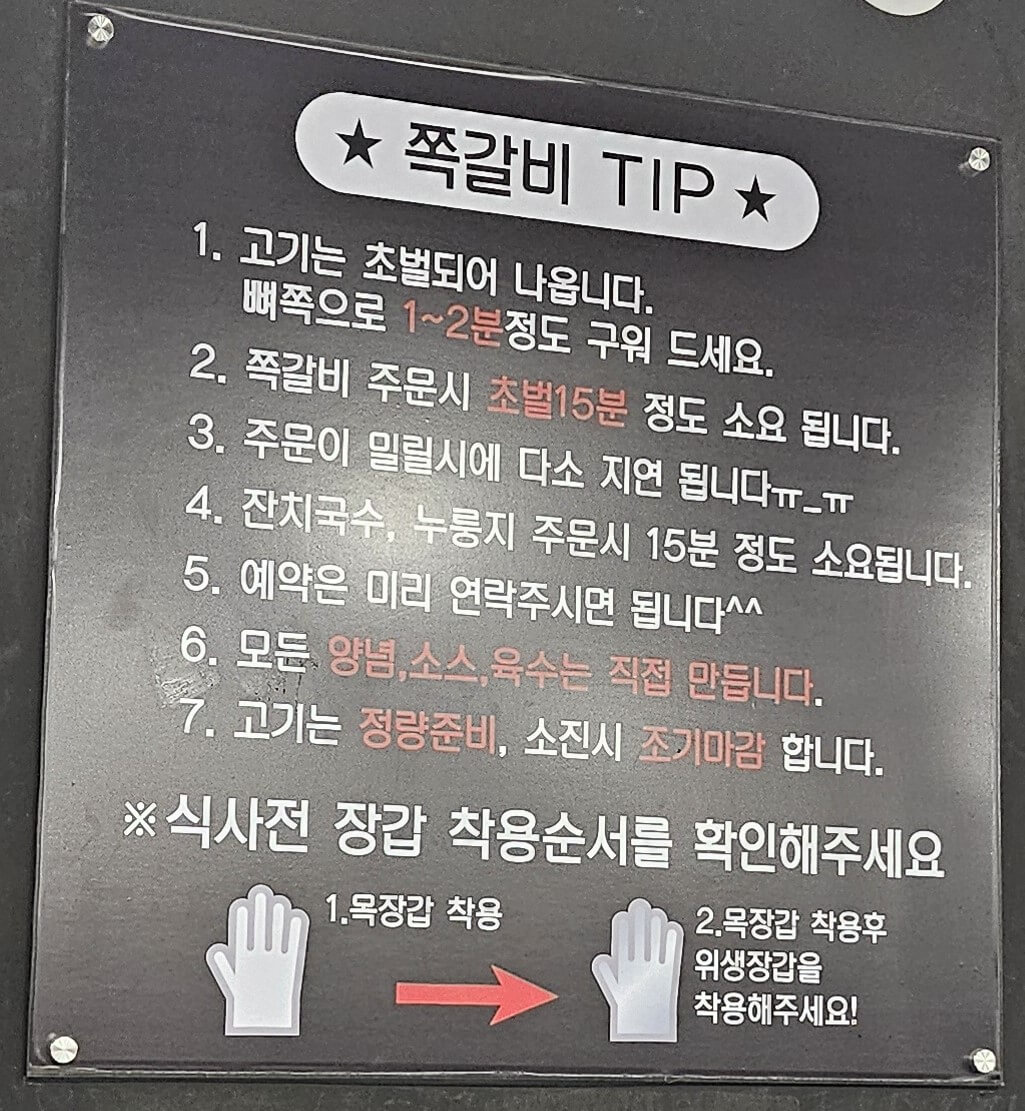 ★ 쪽갈비 TIP ★
1. 고기는 초벌되어 나옵니다.
뼈쪽으로 1~2분정도 구워 드세요.
2. 쪽갈비 주문시 초벌15분 정도 소요 됩니다.
3. 주문이 밀릴시에 다소 지연 됩니다ㅠ_ㅠ
4. 잔치국수, 누룽지 주문시 15분 정도 소요됩니다.
5. 예약은 미리 연락주시면 됩니다^^
6. 모든 양념,소스,육수는 직접 만듭니다.
7. 고기는 정량준비, 소진시 조기마감 합니다.
※식사전 장갑 착용순서를 확인해주세요
1.목장갑 착용
2.목장갑 착용후
위생장갑을
착용해주세요!